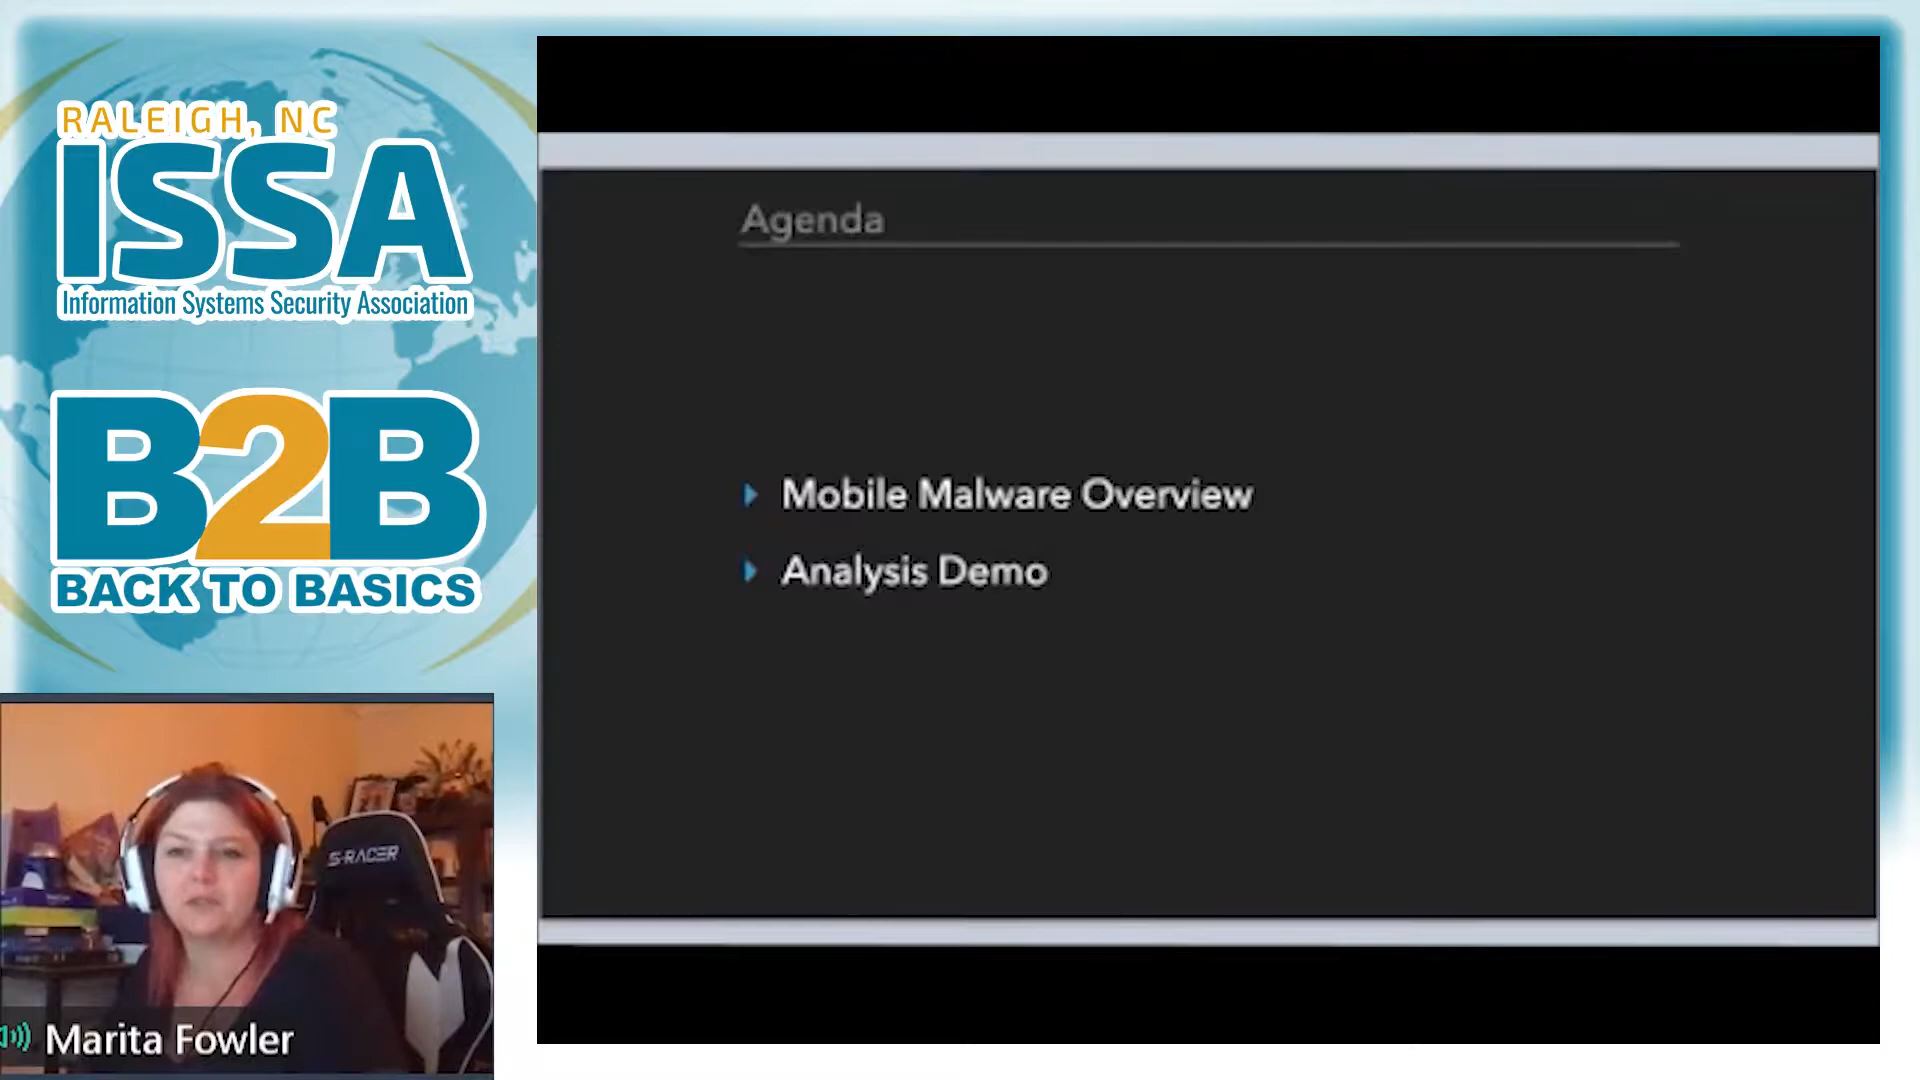 RALEIGH, NC
ISSA
Information Systems Security Association
B2B
BACK TO BASICS
Agenda
Mobile Malware Overview
Analysis Demo
S-RACER
Marita Fowler